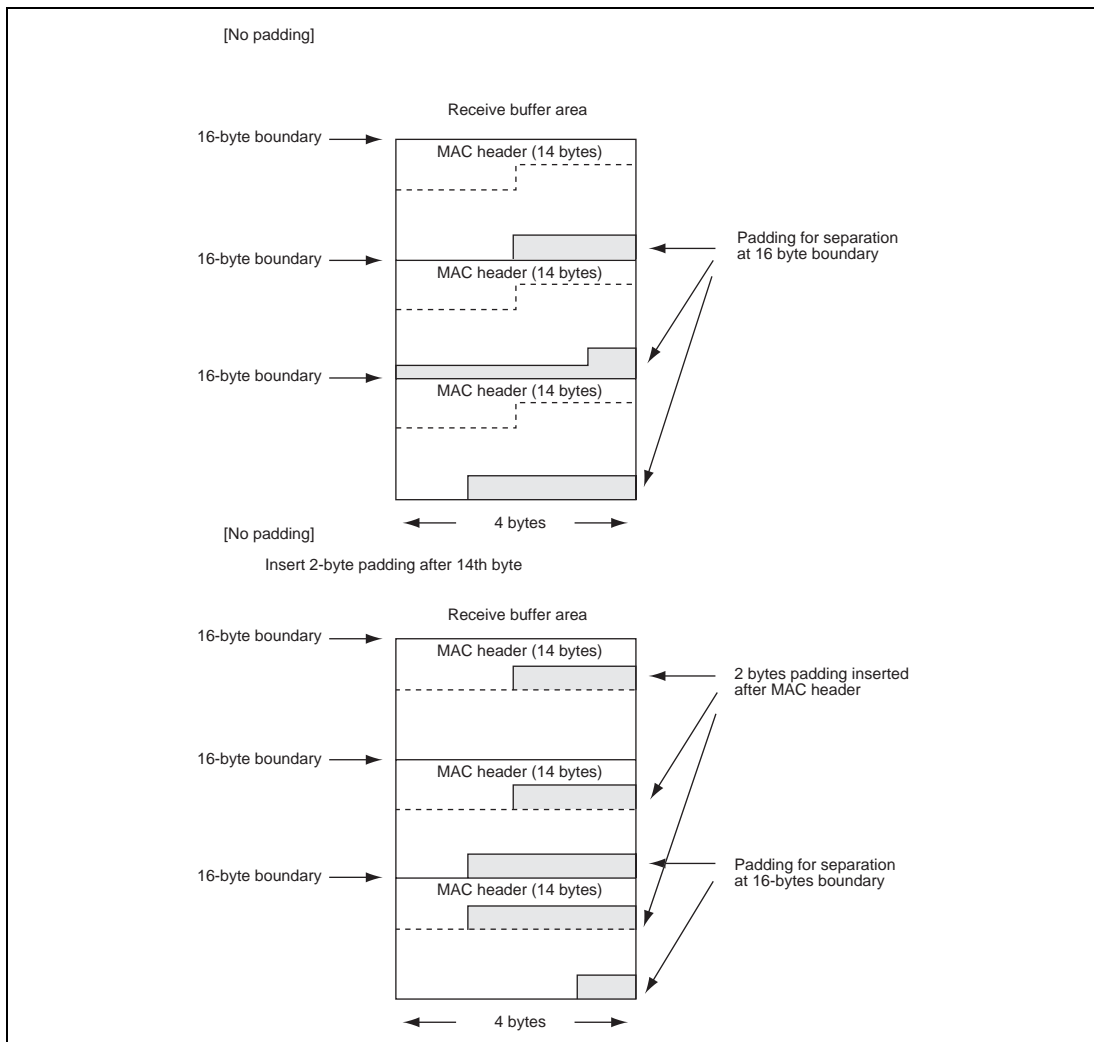 [No padding]
Receive buffer area
16-byte boundary
MAC header (14 bytes)
Padding for separation
at 16 byte boundary
16-byte boundary
MAC header (14 bytes)
16-byte boundary
MAC header (14 bytes)
4 bytes
[No padding]
Insert 2-byte padding after 14th byte
Receive buffer area
16-byte boundary
MAC header (14 bytes)
2 bytes padding inserted
after MAC header
16-byte boundary
MAC header (14 bytes)
16-byte boundary
MAC header (14 bytes)
Padding for separation
at 16-bytes boundary
4 bytes